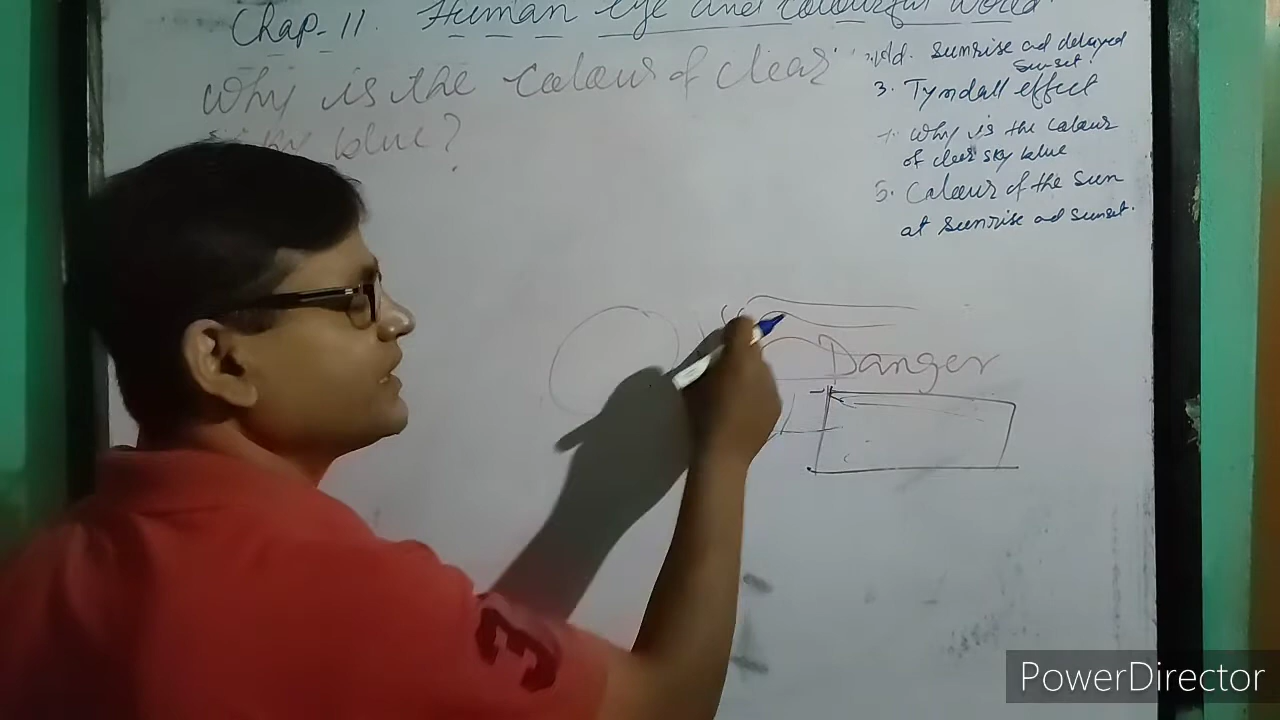 Chap-11. Human eye and colourful world
Why is the colour of clear
sky blue?
sunrise and delayed
sunset
3. Tyndall effect
Why is the colour
of clear sky blue
5. Colour of the sun
at sunrise ad sunset.
Danger
PowerDirector